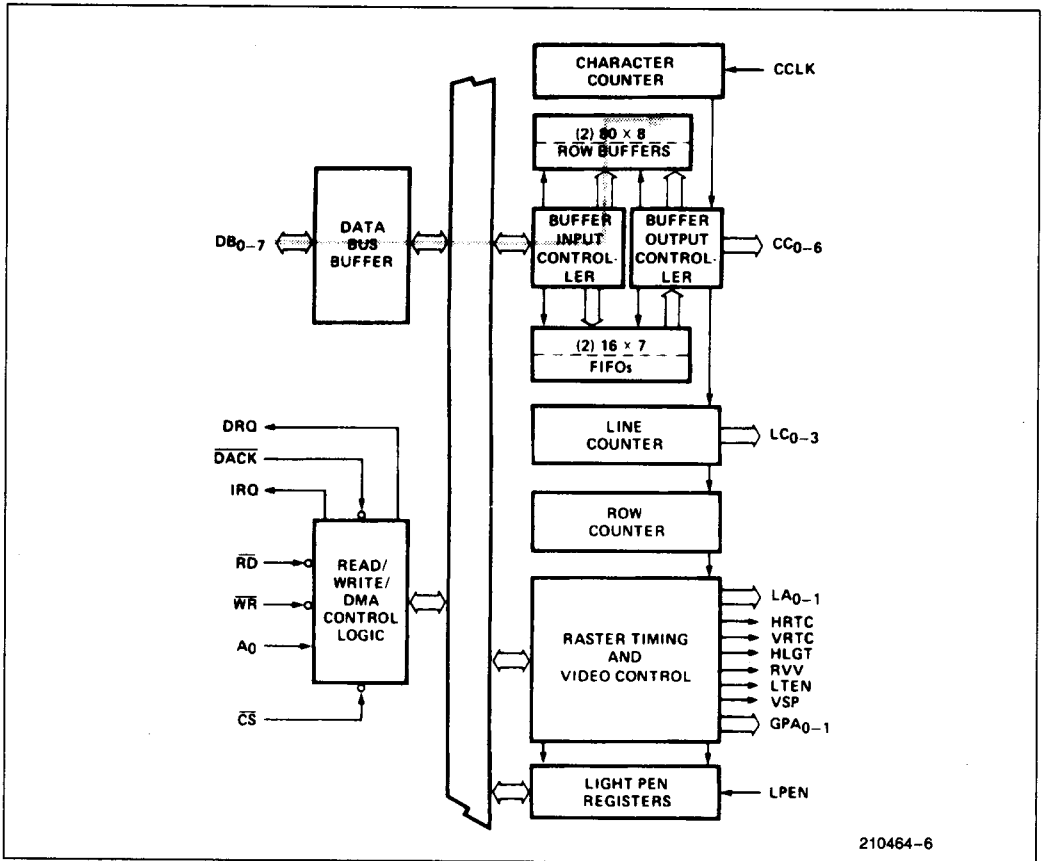 CHARACTER
COUNTER
CCLK
(2) 80 × 8
ROW BUFFERS
DB0–7
DATA
BUS
BUFFER
BUFFER
INPUT
CONTROL-
LER
BUFFER
OUTPUT
CONTROL-
LER
CC0–6
(2) 16 × 7
FIFOs
LINE
COUNTER
LC0–3
ROW
COUNTER
DRQ
DACK
IRQ
RD
WR
A0
CS
READ/
WRITE/
DMA
CONTROL
LOGIC
RASTER TIMING
AND
VIDEO CONTROL
LA0–1
HRTC
VRTC
HLGT
RVV
LTEN
VSP
GPA0–1
LIGHT PEN
REGISTERS
LPEN
210464–6